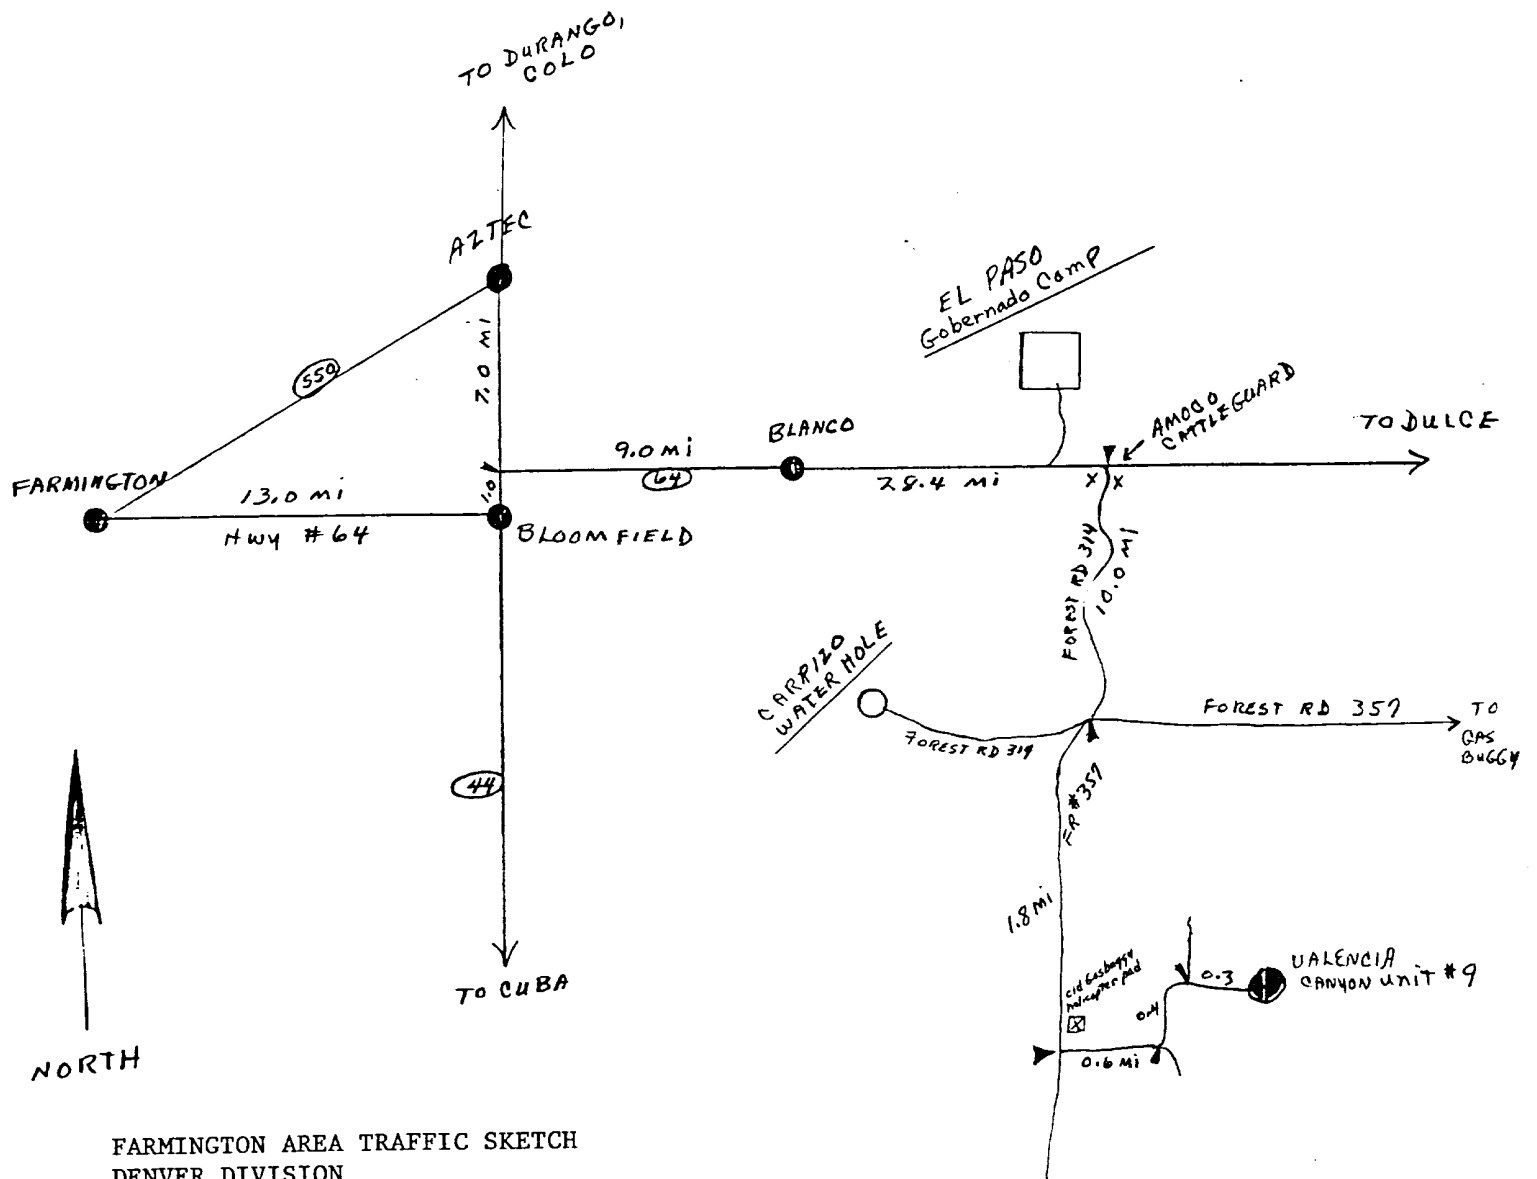 TO DURANGO,
COLO
AZTEC
550
7.0 mi
EL PASO
Gobernado Camp
AMOCO
CATTLEGUARD
TO DULCE
BLANCO
9.0 mi
64
28.4 mi
FARMINGTON
13.0 mi
HWY #64
1.0
BLOOMFIELD
FOREST RD 314
10.0 mi
CARRIZO
WATER HOLE
FOREST RD 314
FOREST RD 357
TO
GAS
BUGGY
FR #357
44
1.8 mi
old Gasbuggy
helicopter pad
0.6 mi
0.4
0.3
VALENCIA
CANYON UNIT #9
TO CUBA
NORTH
FARMINGTON AREA TRAFFIC SKETCH
DENVER DIVISION